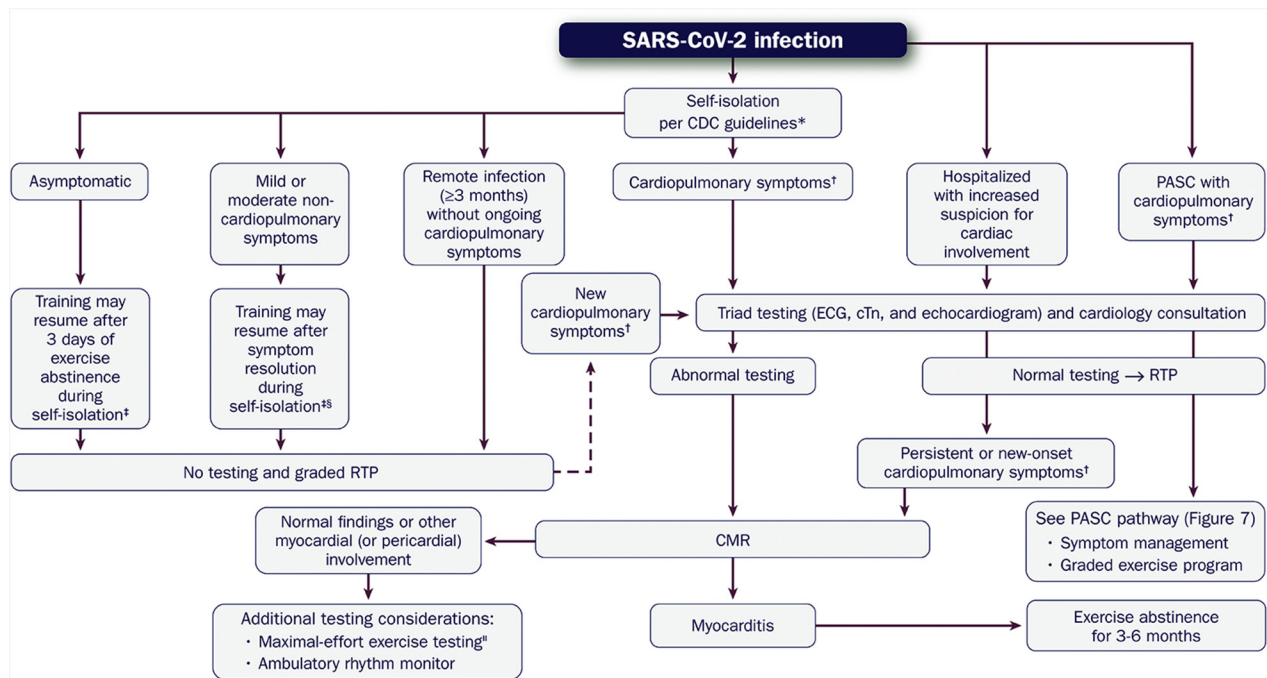 SARS-CoV-2 infection
Self-isolation
per CDC guidelines*
Asymptomatic
Mild or
moderate non-
cardiopulmonary
symptoms
Remote infection
(≥3 months)
without ongoing
cardiopulmonary
symptoms
Cardiopulmonary symptoms†
Hospitalized
with increased
suspicion for
cardiac
involvement
PASC with
cardiopulmonary
symptoms†
Training may
resume after
3 days of
exercise
abstinence
during
self-isolation‡
Training may
resume after
symptom
resolution
during
self-isolation‡§
New
cardiopulmonary
symptoms†
Triad testing (ECG, cTn, and echocardiogram) and cardiology consultation
Abnormal testing
Normal testing → RTP
No testing and graded RTP
Persistent or new-onset
cardiopulmonary symptoms†
Normal findings or other
myocardial (or pericardial)
involvement
CMR
See PASC pathway (Figure 7)
· Symptom management
· Graded exercise program
Additional testing considerations:
· Maximal-effort exercise testing‖
· Ambulatory rhythm monitor
Myocarditis
Exercise abstinence
for 3-6 months